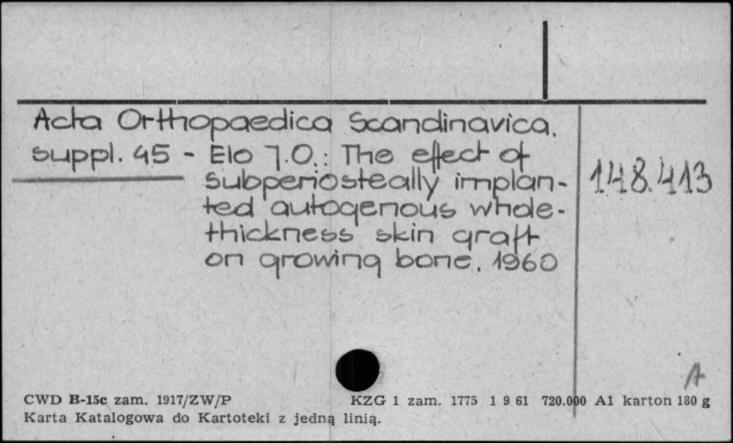 Acta Orthopaedica Scandinavica.
suppl. 45 - Elo J.O.: The effect of
subperiosteally implan-
ted autogenous whole-
thickness skin graft
on growing bone. 1960
148.413
A
CWD B-15c zam. 1917/ZW/P KZG 1 zam. 1775 1 9 61 720.000 A1 karton 180 g
Karta Katalogowa do Kartoteki z jedną linią.